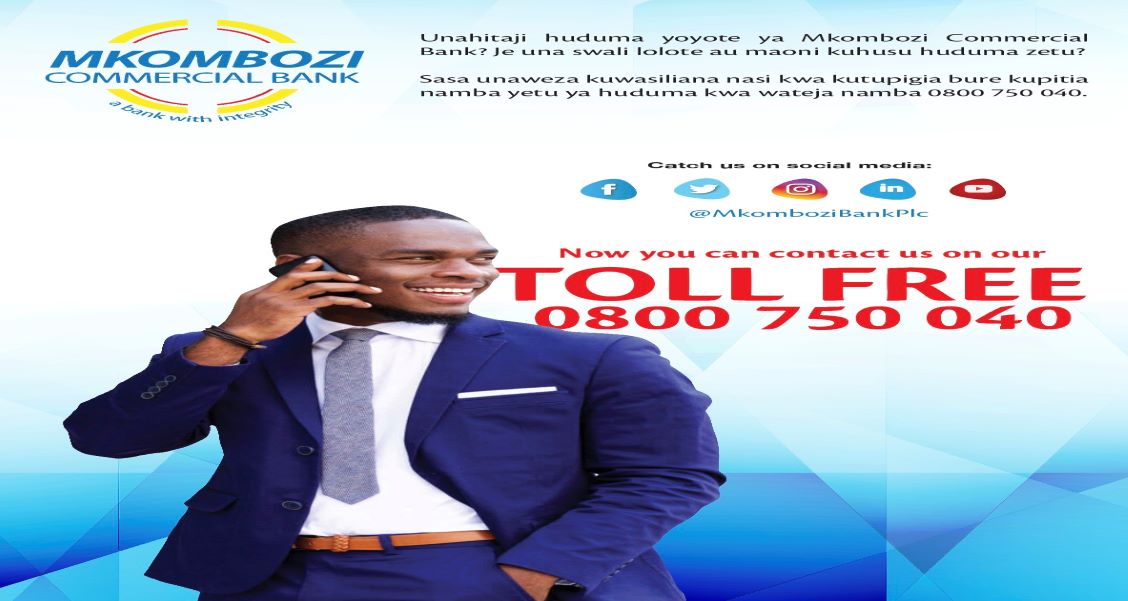 MKOMBOZI
COMMERCIAL BANK
a bank with integrity
Unahitaji huduma yoyote ya Mkombozi Commercial
Bank? Je una swali lolote au maoni kuhusu huduma zetu?
Sasa unaweza kuwasiliana nasi kwa kutupigia bure kupitia
namba yetu ya huduma kwa wateja namba 0800 750 040.
Catch us on social media:
@MkomboziBankPlc
Now you can contact us on our
TOLL FREE
0800 750 040